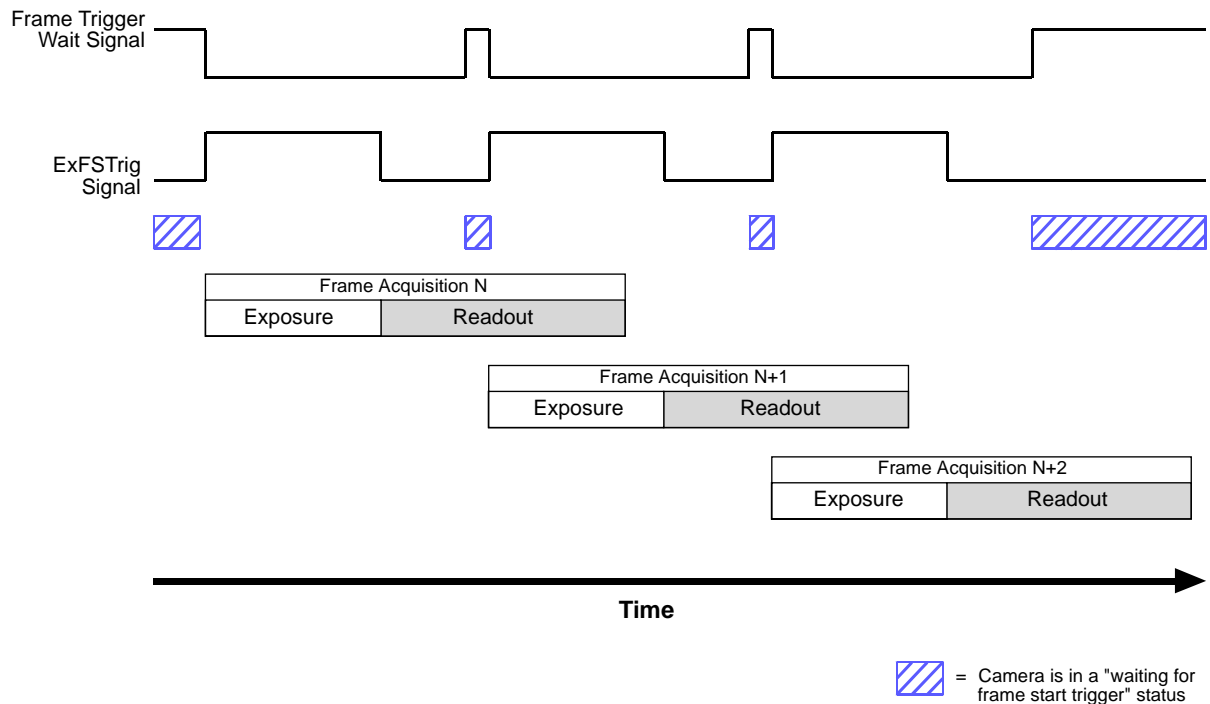 Frame Trigger
Wait Signal
ExFSTrig
Signal
Frame Acquisition N
Exposure
Readout
Frame Acquisition N+1
Exposure
Readout
Frame Acquisition N+2
Exposure
Readout
Time
= Camera is in a "waiting for
frame start trigger" status